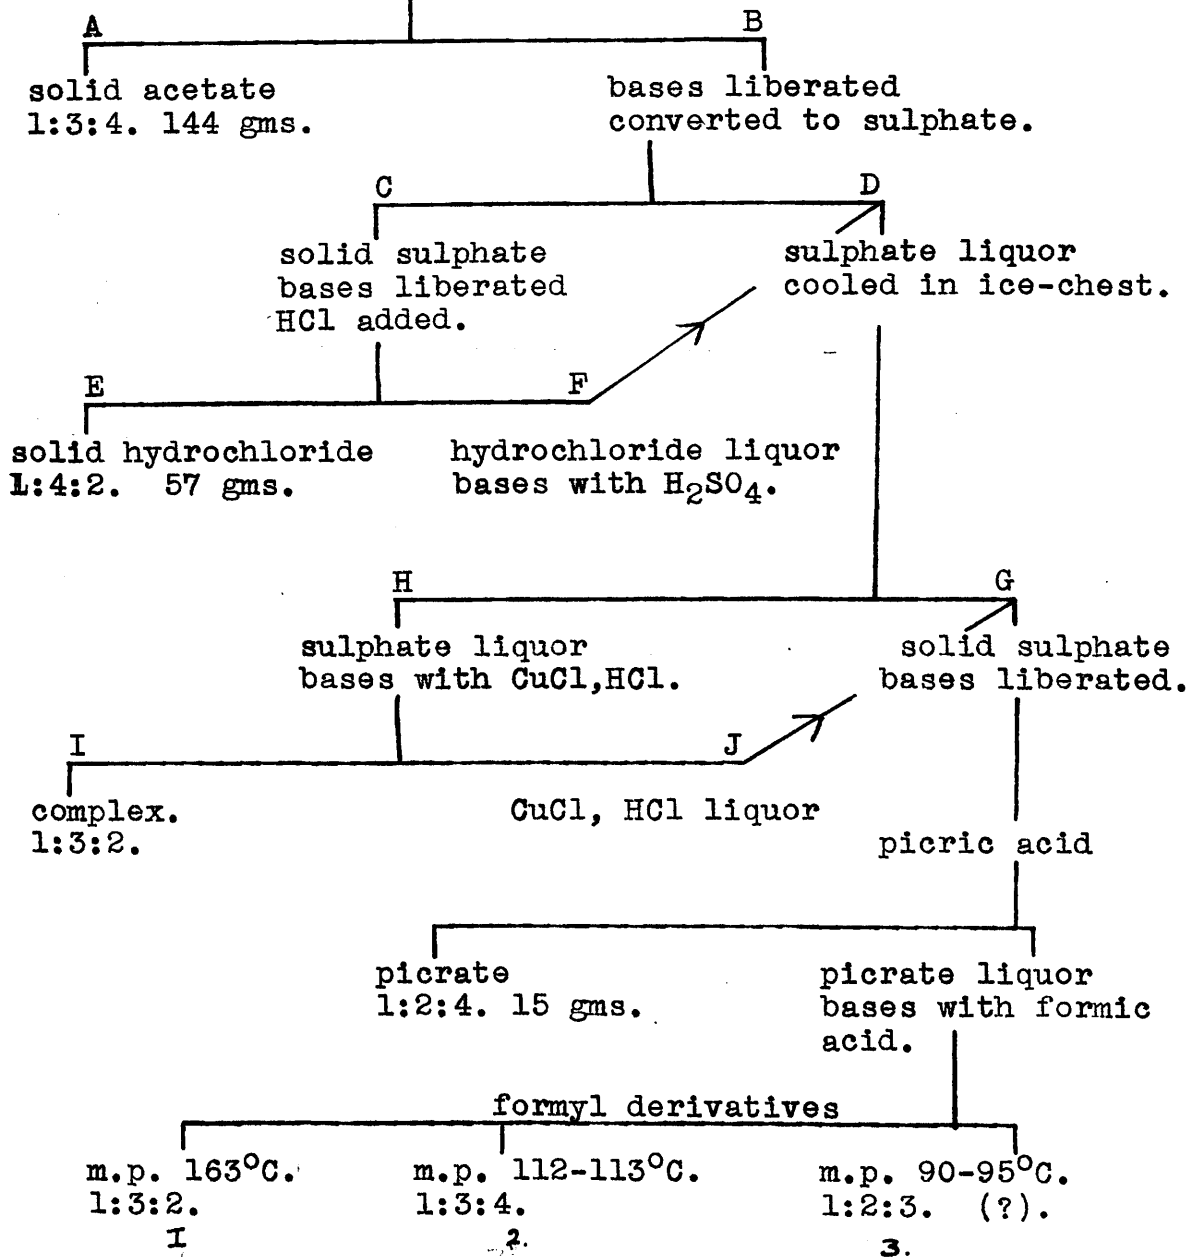 A
B
solid acetate
1:3:4. 144 gms.
bases liberated
converted to sulphate.
C
D
solid sulphate
bases liberated
HCl added.
sulphate liquor
cooled in ice-chest.
E
F
solid hydrochloride
1:4:2. 57 gms.
hydrochloride liquor
bases with H₂SO₄.
H
G
sulphate liquor
bases with CuCl,HCl.
solid sulphate
bases liberated.
I
J
complex.
1:3:2.
CuCl, HCl liquor
picric acid
picrate
1:2:4. 15 gms.
picrate liquor
bases with formic
acid.
formyl derivatives
m.p. 163°C.
1:3:2.
I
m.p. 112-113°C.
1:3:4.
2.
m.p. 90-95°C.
1:2:3. (?).
3.